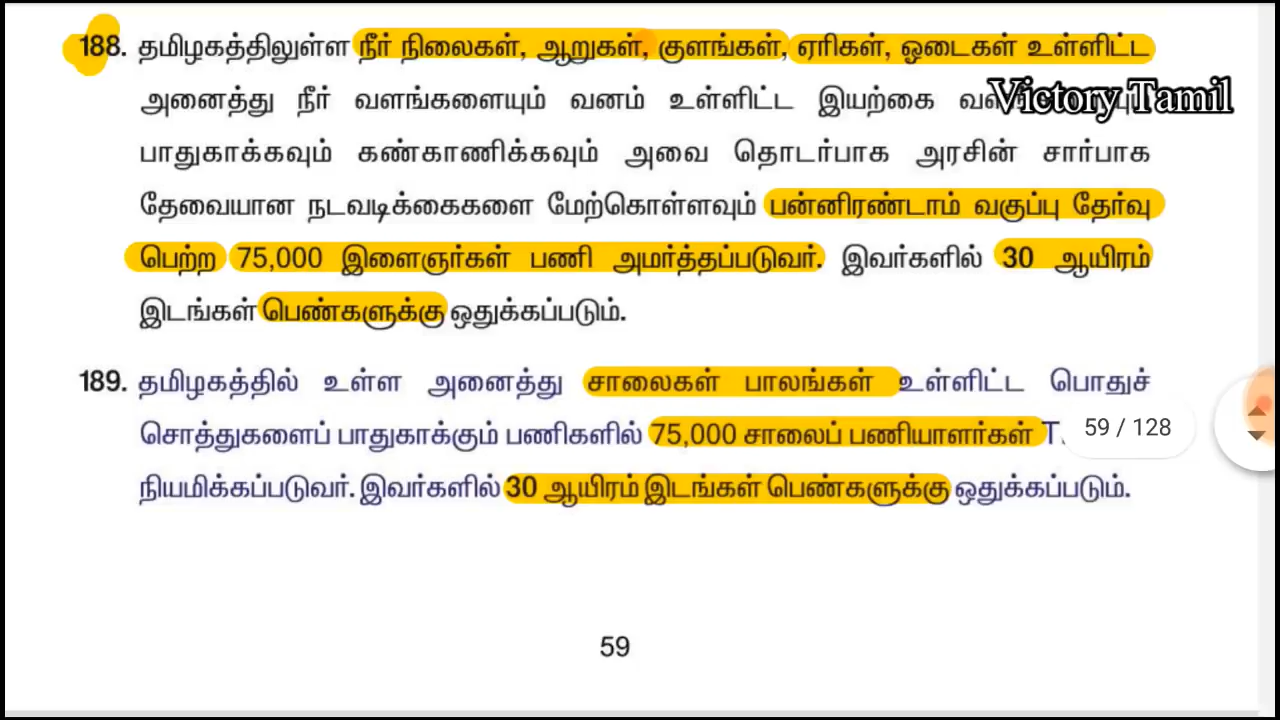 188. தமிழகத்திலுள்ள நீர் நிலைகள், ஆறுகள், குளங்கள், ஏரிகள், ஓடைகள் உள்ளிட்ட
Victory Tamil
அனைத்து நீர் வளங்களையும் வனம் உள்ளிட்ட இயற்கை
பாதுகாக்கவும் கண்காணிக்கவும் அவை தொடர்பாக அரசின் சார்பாக
தேவையான நடவடிக்கைகளை மேற்கொள்ளவும் பன்னிரண்டாம் வகுப்பு தேர்வு
பெற்ற 75,000 இளைஞர்கள் பணி அமர்த்தப்படுவர். இவர்களில் 30 ஆயிரம்
இடங்கள் பெண்களுக்கு ஒதுக்கப்படும்.
189. தமிழகத்தில் உள்ள அனைத்து சாலைகள் பாலங்கள் உள்ளிட்ட பொதுச்
சொத்துகளைப் பாதுகாக்கும் பணிகளில் 75,000 சாலைப் பணியாளர்கள்
59 / 128
நியமிக்கப்படுவர். இவர்களில் 30 ஆயிரம் இடங்கள் பெண்களுக்கு ஒதுக்கப்படும்.
59